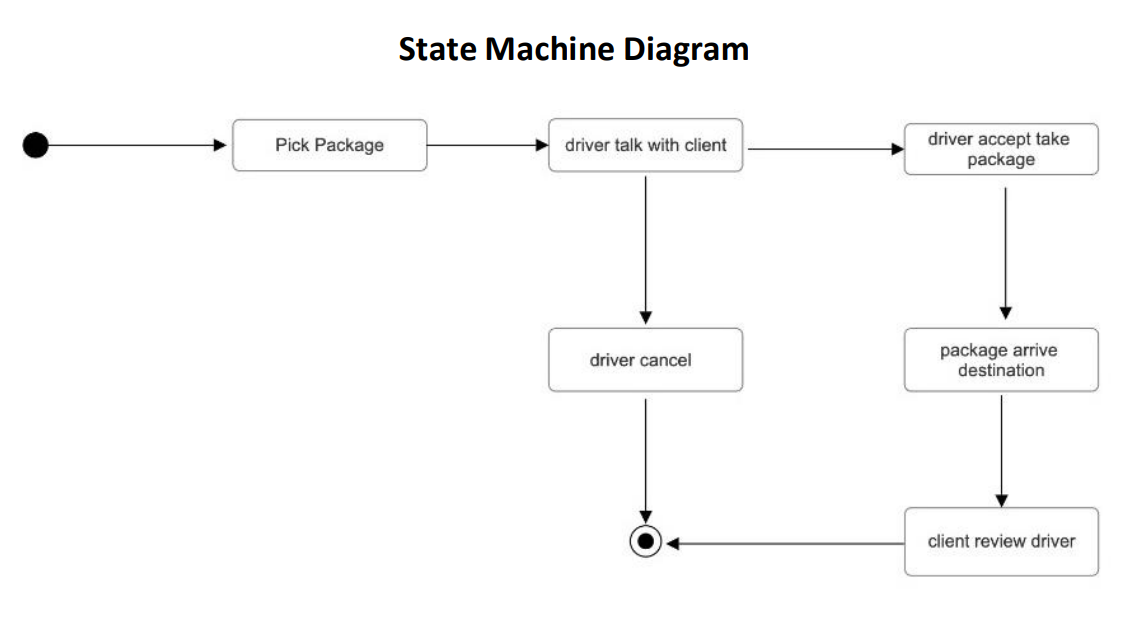 State Machine Diagram
Pick Package
driver talk with client
driver accept take
package
driver cancel
package arrive
destination
client review driver